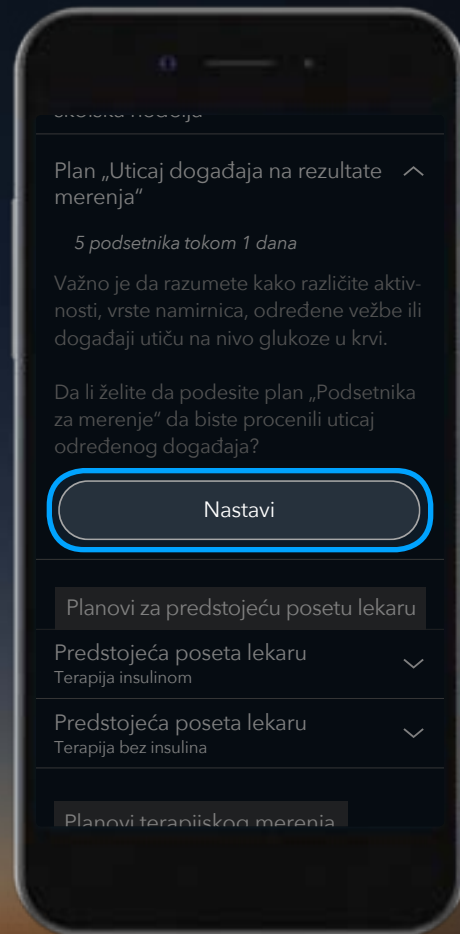 Plan „Uticaj događaja na rezultate
merenja“
5 podsetnika tokom 1 dana
Važno je da razumete kako različite aktiv-
nosti, vrste namirnica, određene vežbe ili
događaji utiču na nivo glukoze u krvi.
Da li želite da podesite plan „Podsetnika
za merenje“ da biste procenili uticaj
određenog događaja?
Nastavi
Planovi za predstojeću posetu lekaru
Predstojeća poseta lekaru
Terapija insulinom
Predstojeća poseta lekaru
Terapija bez insulina
Planovi terapijskog merenja